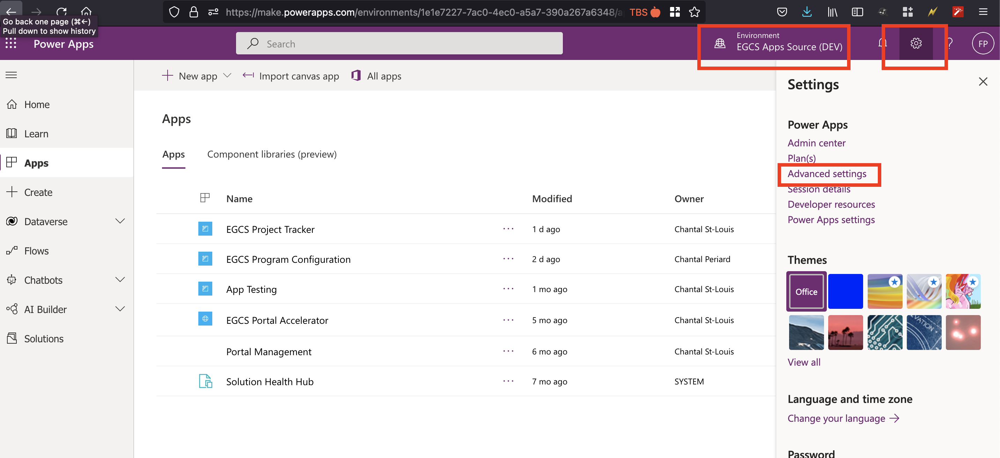 https://make.powerapps.com/environments/1e1e7227-7ac0-4ec0-a5a7-390a267a6348/a
TBS
Go back one page (⌘←)
Pull down to show history
Power Apps
Search
Environment
EGCS Apps Source (DEV)
?
FP
New app
Import canvas app
All apps
Home
Learn
Apps
Create
Dataverse
Flows
Chatbots
AI Builder
Solutions
Apps
Apps
Component libraries (preview)
Name
Modified
Owner
EGCS Project Tracker
...
1 d ago
Chantal St-Louis
EGCS Program Configuration
...
2 d ago
Chantal Periard
App Testing
...
1 mo ago
Chantal St-Louis
EGCS Portal Accelerator
...
5 mo ago
Chantal St-Louis
Portal Management
...
6 mo ago
Chantal St-Louis
Solution Health Hub
...
7 mo ago
SYSTEM
Settings
Power Apps
Admin center
Plan(s)
Advanced settings
Session details
Developer resources
Power Apps settings
Themes
Office
View all
Language and time zone
Change your language →
Password